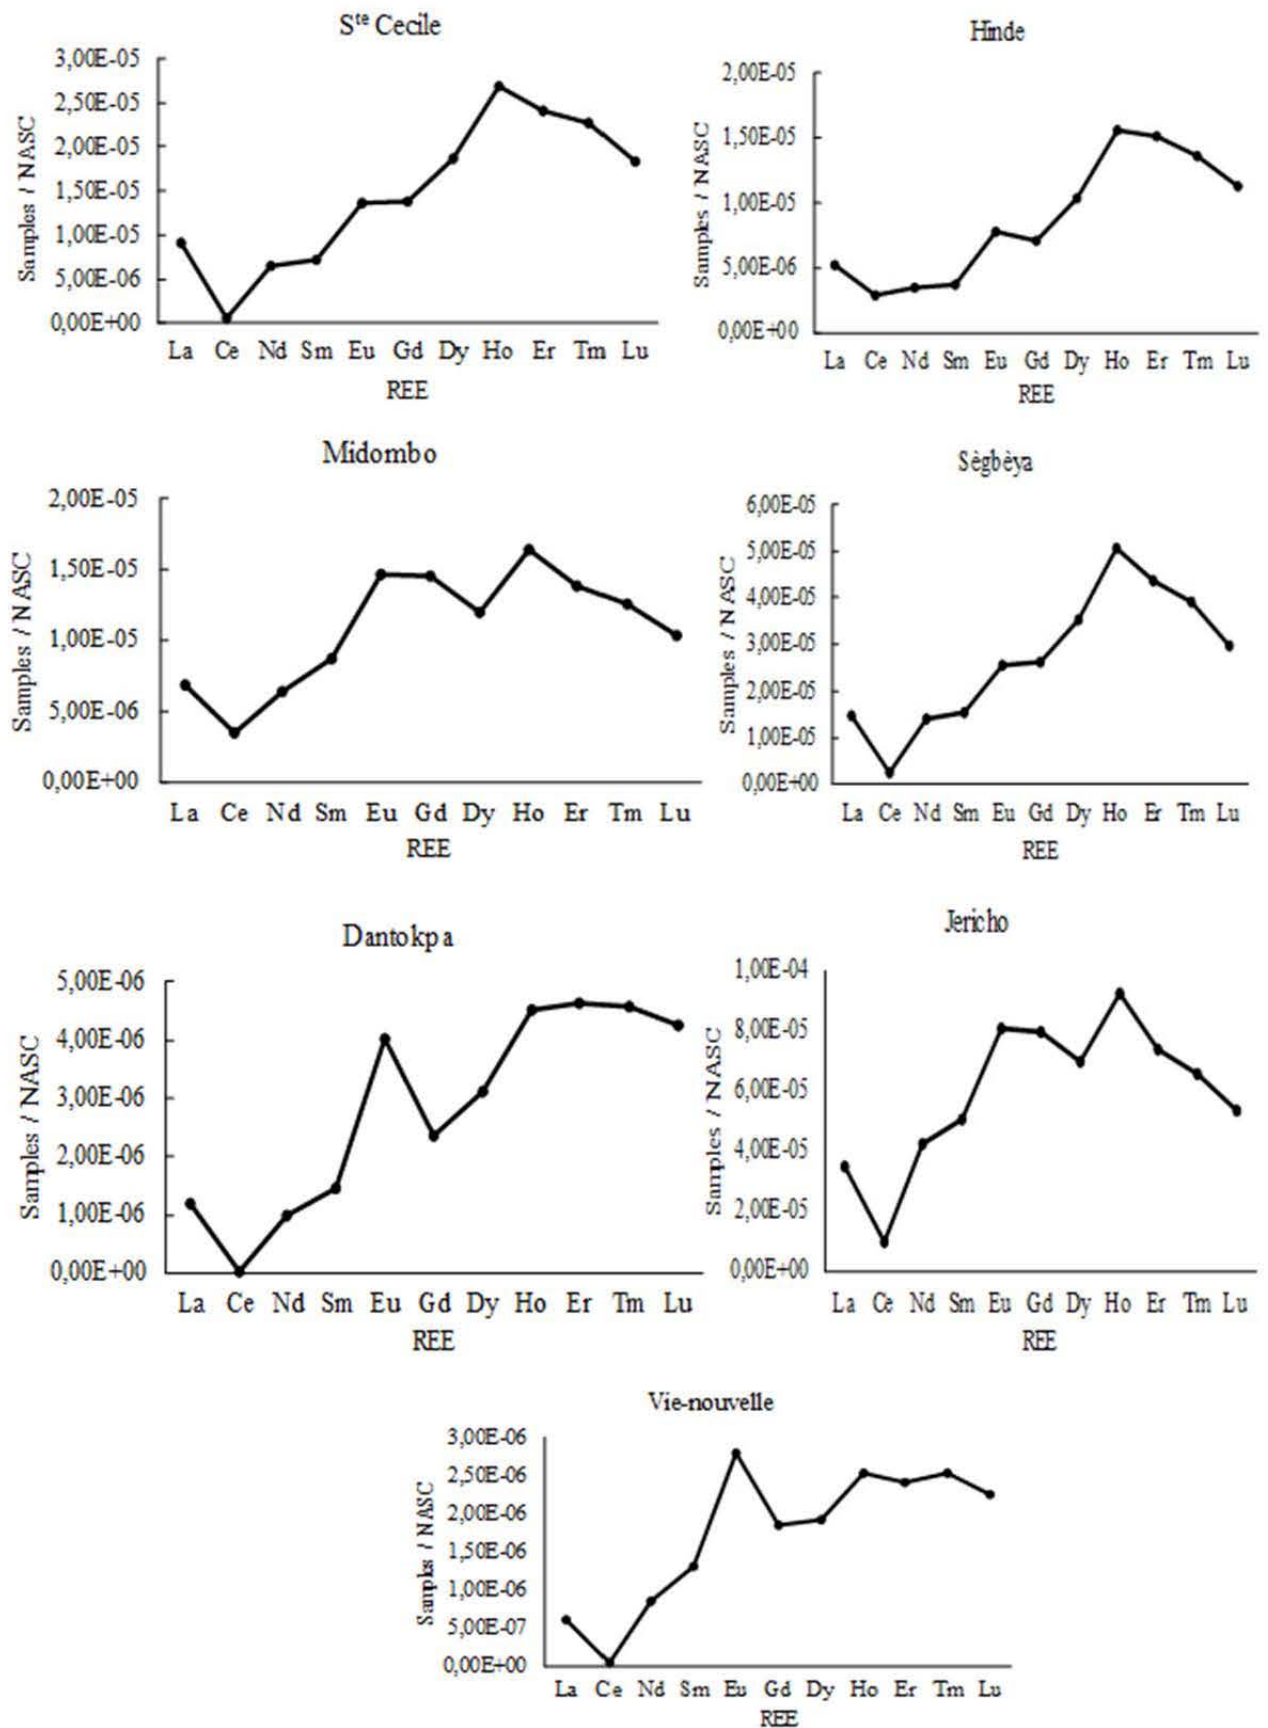 Sᵗᵉ Cecile
3,00E-05
2,50E-05
2,00E-05
1,50E-05
1,00E-05
5,00E-06
0,00E+00
Samples / NASC
La Ce Nd Sm Eu Gd Dy Ho Er Tm Lu
REE
Hinde
2,00E-05
1,50E-05
1,00E-05
5,00E-06
0,00E+00
Samples / NASC
La Ce Nd Sm Eu Gd Dy Ho Er Tm Lu
REE
Midombo
2,00E-05
1,50E-05
1,00E-05
5,00E-06
0,00E+00
Samples / NASC
La Ce Nd Sm Eu Gd Dy Ho Er Tm Lu
REE
Sègbèya
6,00E-05
5,00E-05
4,00E-05
3,00E-05
2,00E-05
1,00E-05
0,00E+00
Samples / NASC
La Ce Nd Sm Eu Gd Dy Ho Er Tm Lu
REE
Dantokpa
5,00E-06
4,00E-06
3,00E-06
2,00E-06
1,00E-06
0,00E+00
Samples / NASC
La Ce Nd Sm Eu Gd Dy Ho Er Tm Lu
REE
Jericho
1,00E-04
8,00E-05
6,00E-05
4,00E-05
2,00E-05
0,00E+00
Samples / NASC
La Ce Nd Sm Eu Gd Dy Ho Er Tm Lu
REE
Vie-nouvelle
3,00E-06
2,50E-06
2,00E-06
1,50E-06
1,00E-06
5,00E-07
0,00E+00
Samples / NASC
La Ce Nd Sm Eu Gd Dy Ho Er Tm Lu
REE